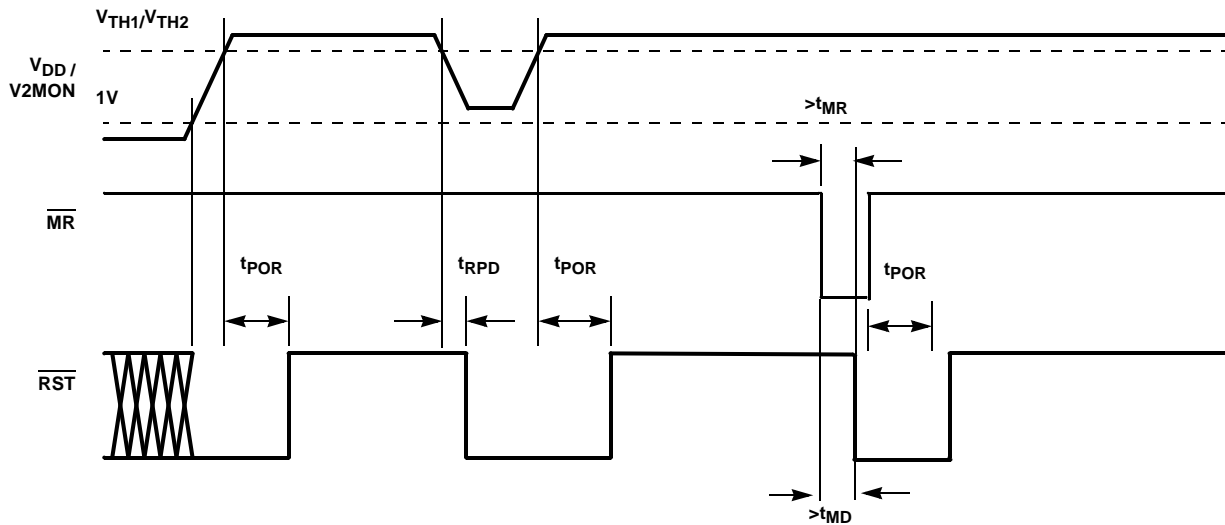 VTH1/VTH2
VDD /
V2MON
1V
>tMR
MR
tPOR
tRPD
tPOR
tPOR
RST
>tMD